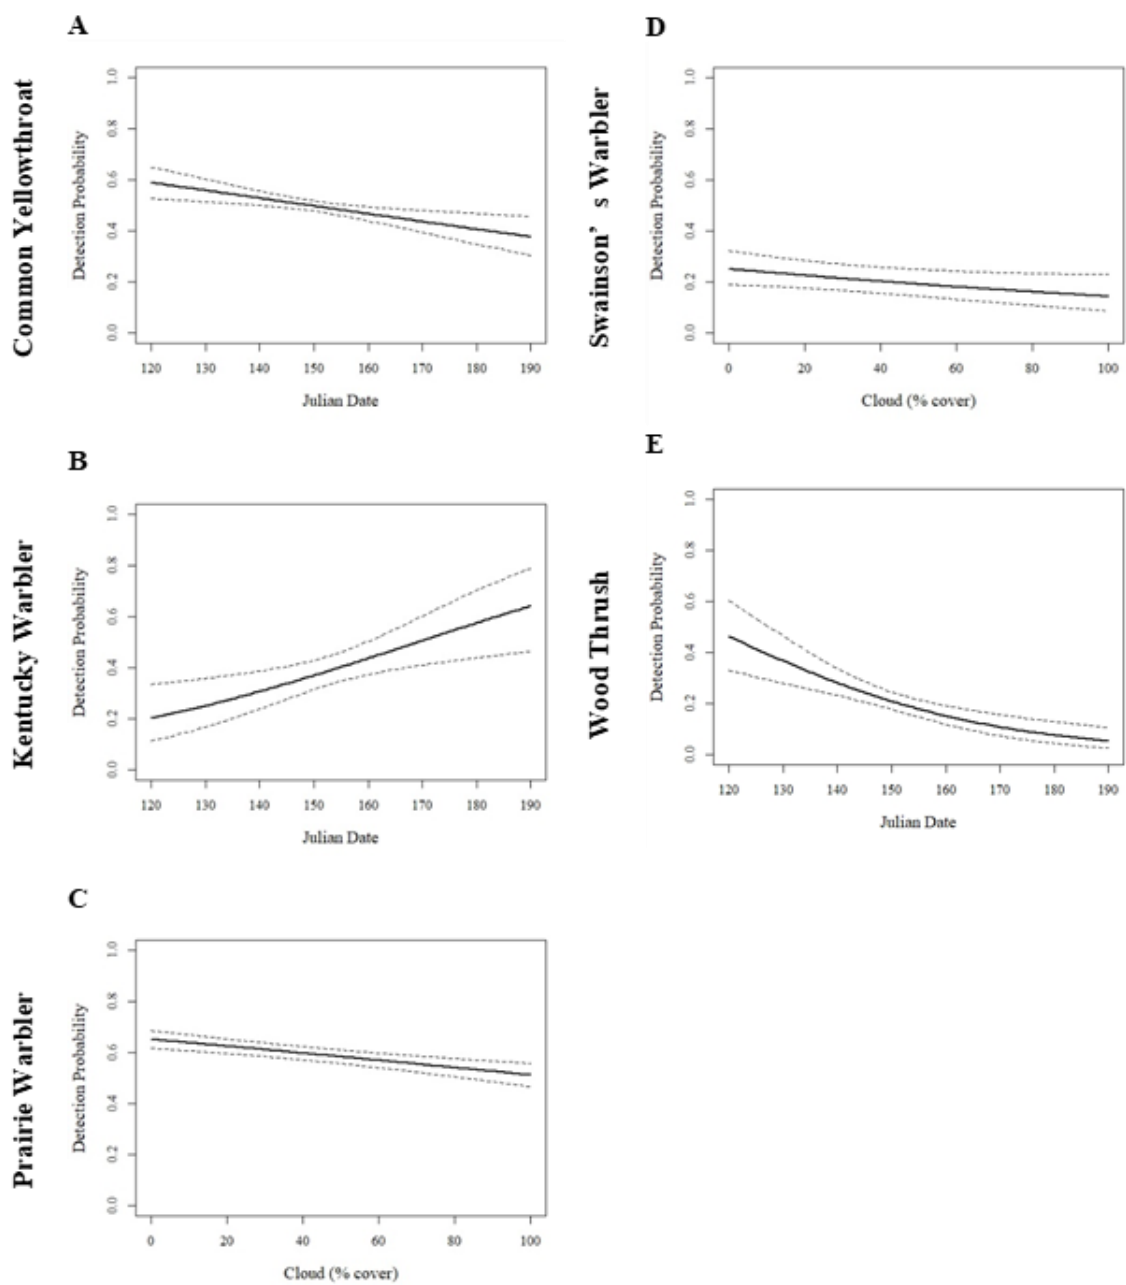 A
Common Yellowthroat
Detection Probability
1.0
0.8
0.6
0.4
0.2
0.0
120 130 140 150 160 170 180 190
Julian Date
B
Kentucky Warbler
Detection Probability
1.0
0.8
0.6
0.4
0.2
0.0
120 130 140 150 160 170 180 190
Julian Date
C
Prairie Warbler
Detection Probability
1.0
0.8
0.6
0.4
0.2
0.0
0 20 40 60 80 100
Cloud (% cover)
D
Swainson’ s Warbler
Detection Probability
1.0
0.8
0.6
0.4
0.2
0.0
0 20 40 60 80 100
Cloud (% cover)
E
Wood Thrush
Detection Probability
1.0
0.8
0.6
0.4
0.2
0.0
120 130 140 150 160 170 180 190
Julian Date